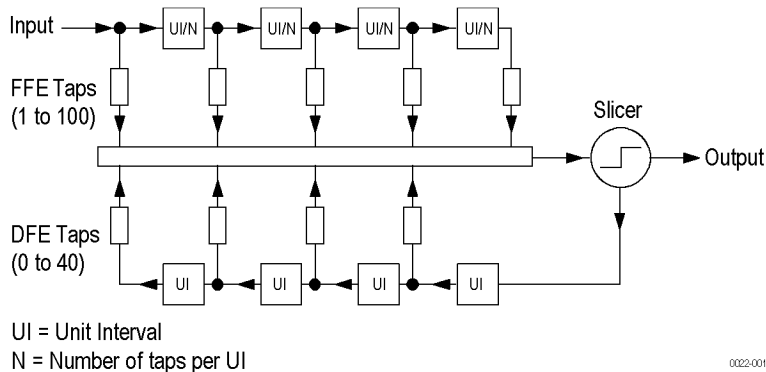 Input
UI/N
UI/N
UI/N
UI/N
FFE Taps
(1 to 100)
Slicer
Output
DFE Taps
(0 to 40)
UI
UI
UI
UI
UI = Unit Interval
N = Number of taps per UI
0022-001